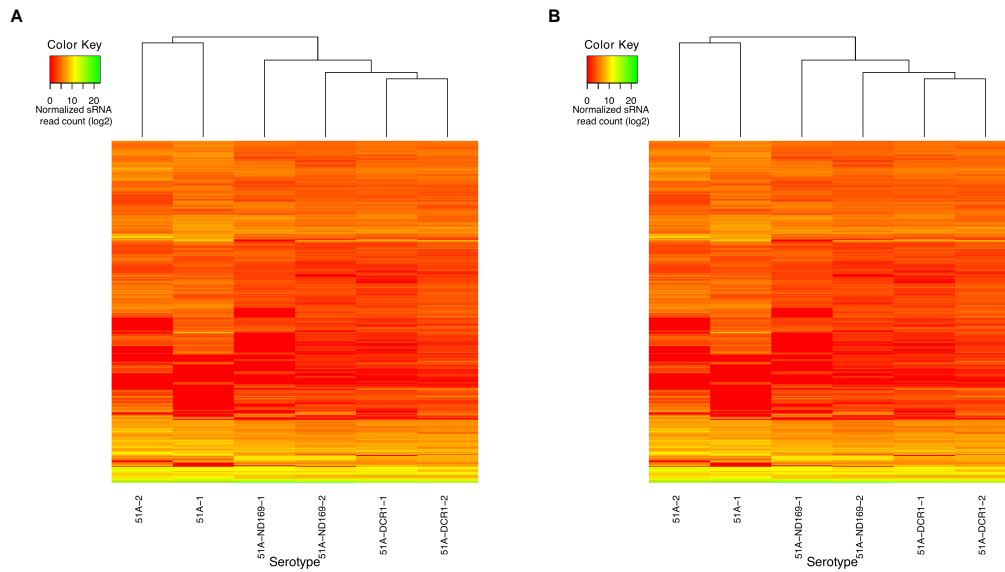 A
Color Key
0 10 20
Normalized sRNA
read count (log2)
51A−2
51A−1
51A−ND169−1
51A−ND169−2
51A−DCR1−1
51A−DCR1−2
Serotype
B
Color Key
0 10 20
Normalized sRNA
read count (log2)
51A−2
51A−1
51A−ND169−1
51A−ND169−2
51A−DCR1−1
51A−DCR1−2
Serotype